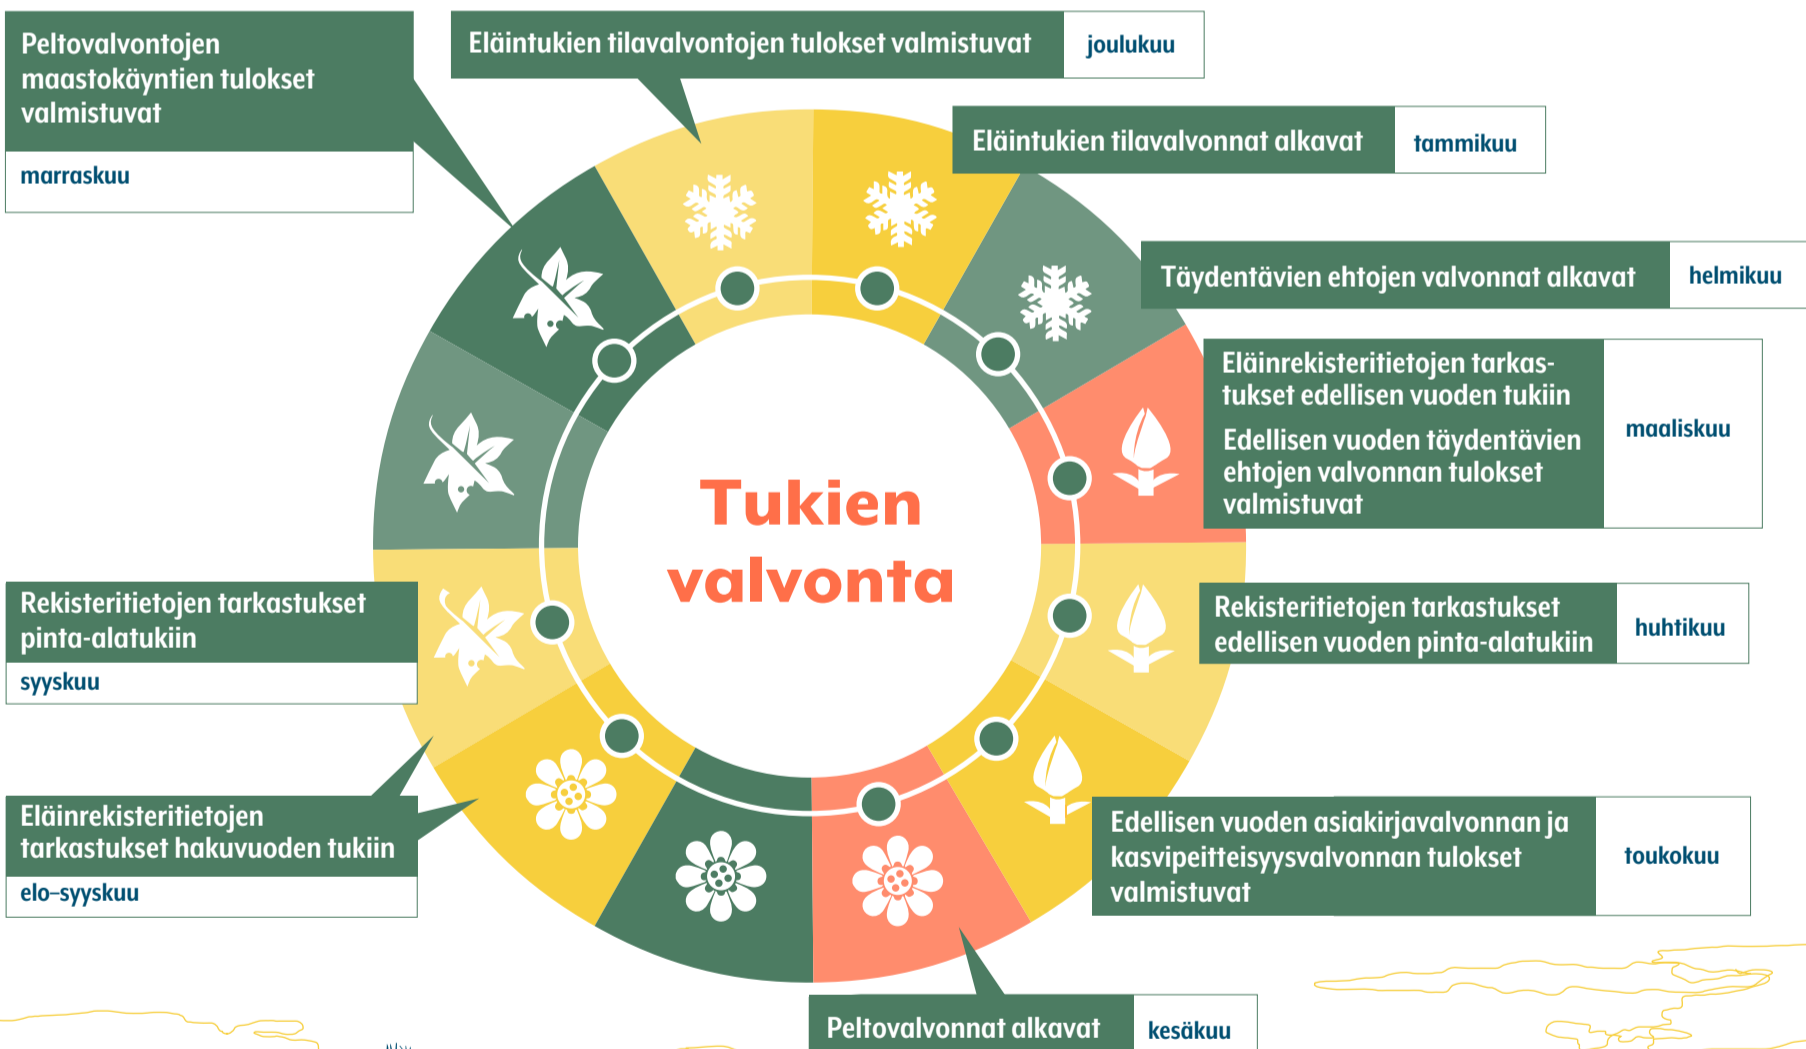 Peltovalvontojen
maastokäyntien tulokset
valmistuvat
marraskuu
Eläintukien tilavalvontojen tulokset valmistuvat
joulukuu
Eläintukien tilavalvonnat alkavat
tammikuu
Täydentävien ehtojen valvonnat alkavat
helmikuu
Eläinrekisteritietojen tarkas-
tukset edellisen vuoden tukiin
Edellisen vuoden täydentävien
ehtojen valvonnan tulokset
valmistuvat
maaliskuu
Tukien
valvonta
Rekisteritietojen tarkastukset
edellisen vuoden pinta-alatukiin
huhtikuu
Rekisteritietojen tarkastukset
pinta-alatukiin
syyskuu
Eläinrekisteritietojen
tarkastukset hakuvuoden tukiin
elo–syyskuu
Edellisen vuoden asiakirjavalvonnan ja
kasvipeitteisyysvalvonnan tulokset
valmistuvat
toukokuu
Peltovalvonnat alkavat
kesäkuu